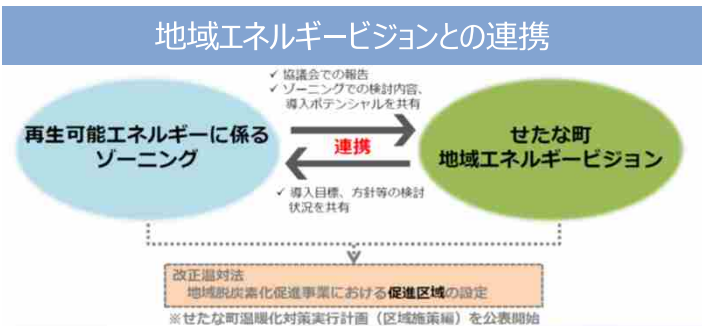 地域エネルギービジョンとの連携
✓ 協議会での報告
✓ ゾーニングでの検討内容、
導入ポテンシャルを共有
再生可能エネルギーに係る
ゾーニング
連携
せたな町
地域エネルギービジョン
✓ 導入目標、方針等の検討
状況を共有
改正温対法
地域脱炭素化促進事業における促進区域の設定
※せたな町温暖化対策実行計画（区域施策編）を公表開始